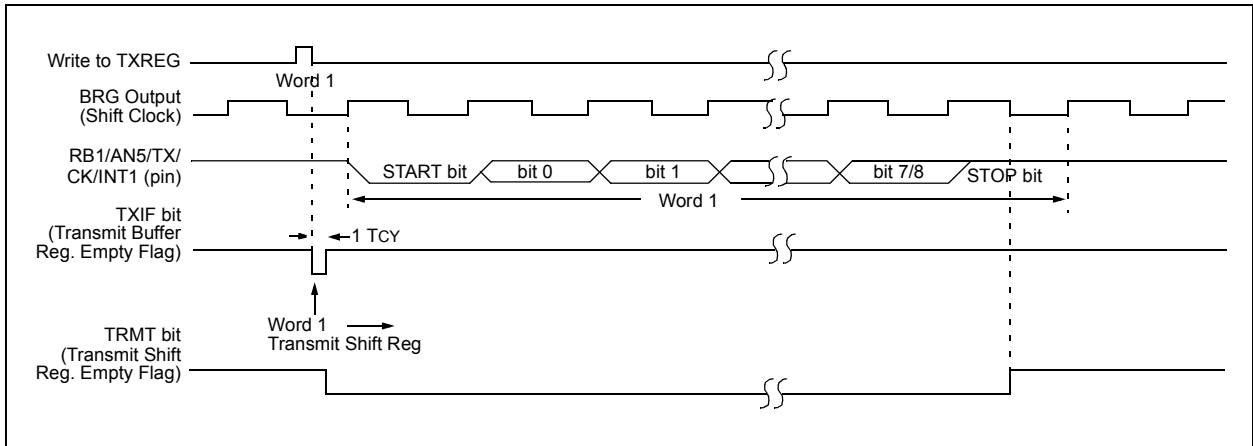 Write to TXREG
Word 1
BRG Output
(Shift Clock)
RB1/AN5/TX/
CK/INT1 (pin)
START bit
bit 0
bit 1
bit 7/8
STOP bit
Word 1
TXIF bit
(Transmit Buffer
Reg. Empty Flag)
1 TCY
Word 1
Transmit Shift Reg
TRMT bit
(Transmit Shift
Reg. Empty Flag)